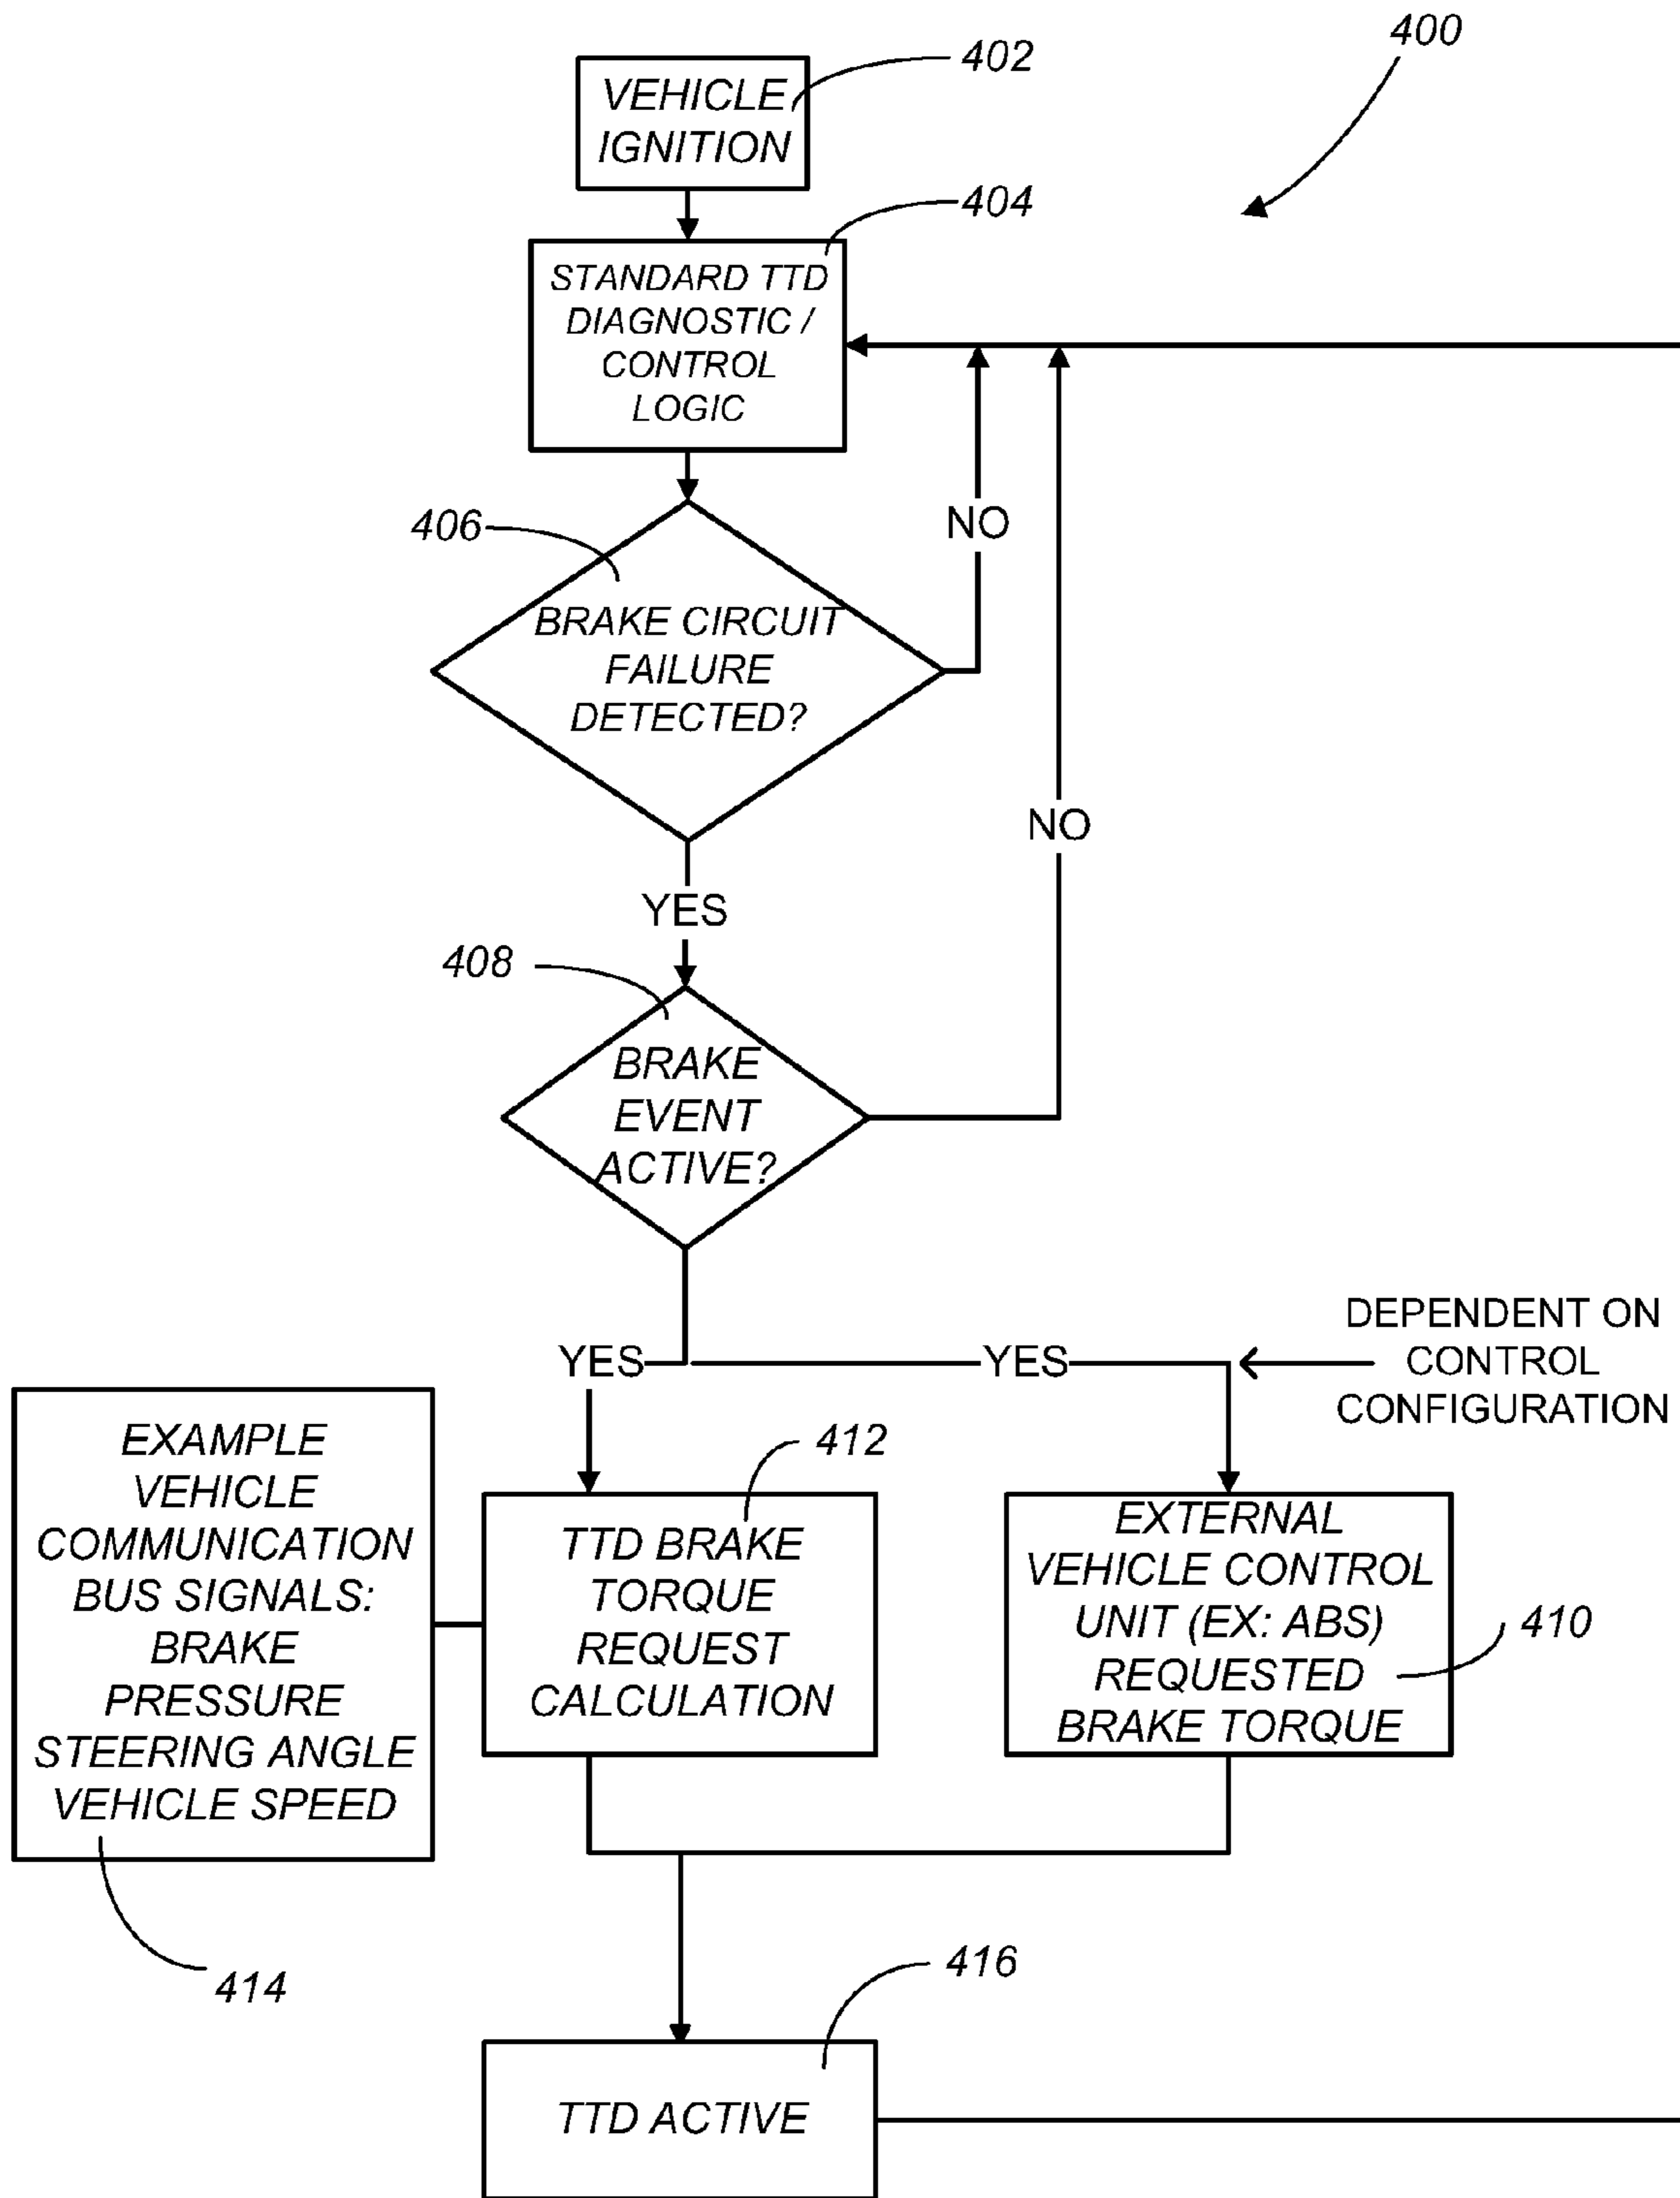 400
402
VEHICLE
IGNITION
404
STANDARD TTD
DIAGNOSTIC /
CONTROL
LOGIC
406
NO
BRAKE CIRCUIT
FAILURE
DETECTED?
NO
YES
408
BRAKE
EVENT
ACTIVE?
DEPENDENT ON
CONTROL
CONFIGURATION
YES
YES
EXAMPLE
VEHICLE
COMMUNICATION
BUS SIGNALS:
BRAKE
PRESSURE
STEERING ANGLE
VEHICLE SPEED
412
TTD BRAKE
TORQUE
REQUEST
CALCULATION
EXTERNAL
VEHICLE CONTROL
UNIT (EX: ABS)
REQUESTED
BRAKE TORQUE
410
414
416
TTD ACTIVE